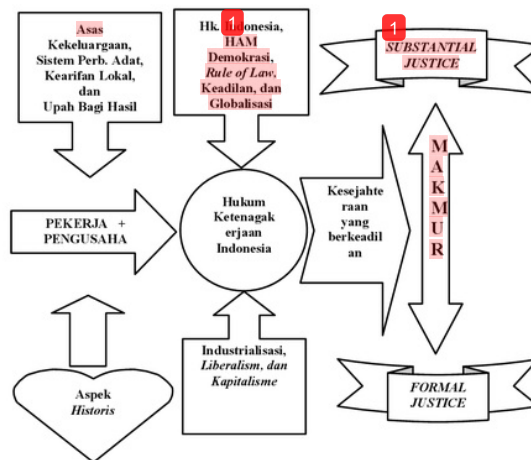 Asas
Kekeluargaan,
Sistem Perb. Adat,
Kearifan Lokal,
dan
Upah Bagi Hasil
1
Hk. Indonesia,
HAM
Demokrasi,
Rule of Law,
Keadilan, dan
Globalisasi
1
SUBSTANTIAL
JUSTICE
PEKERJA +
PENGUSAHA
Hukum
Ketenagak
erjaan
Indonesia
Kesejahte
raan
yang
berkeadil
an
M
A
K
M
U
R
Aspek
Historis
Industrialisasi,
Liberalism, dan
Kapitalisme
FORMAL
JUSTICE